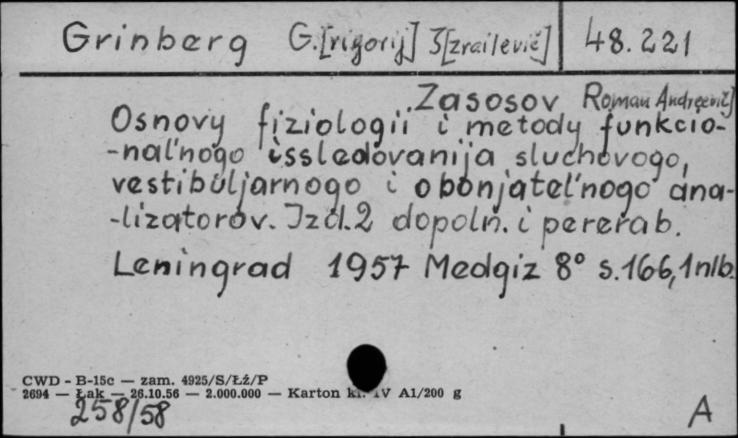 Grinberg G.[rigorij] I[zrailevič] 48.221
Zasosov Roman Andreevič]
Osnovy fiziologii i metody funkcio-
-nal'nogo issledovanija sluchovogo,
vestibuljarnogo i obonjatel'nogo ana-
-lizatorov. Izd.2 dopoln. i pererab.
Leningrad 1957 Medgiz 8° s.166, 1nlb.
CWD - B-15c — zam. 4925/S/Łź/P
2694 — Łak — 26.10.56 — 2.000.000 — Karton kl. IV A1/200 g
258/58 A